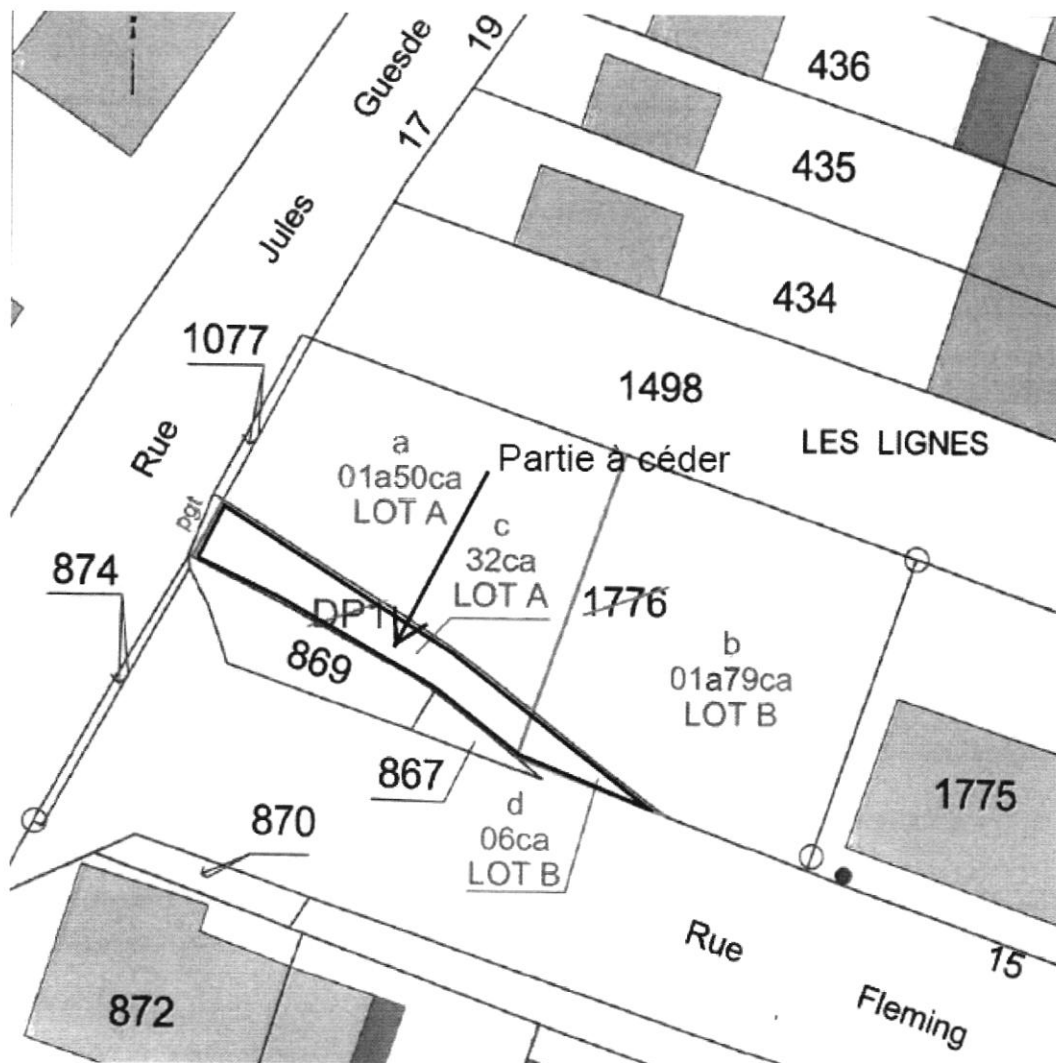 19
Guesde
17
436
435
Jules
434
1077
1498
Rue
LES LIGNES
a
01a50ca
LOT A
Partie à céder
pgt
c
32ca
LOT A
874
1776
DP1
869
b
01a79ca
LOT B
867
1775
870
d
06ca
LOT B
Rue
15
872
Fleming